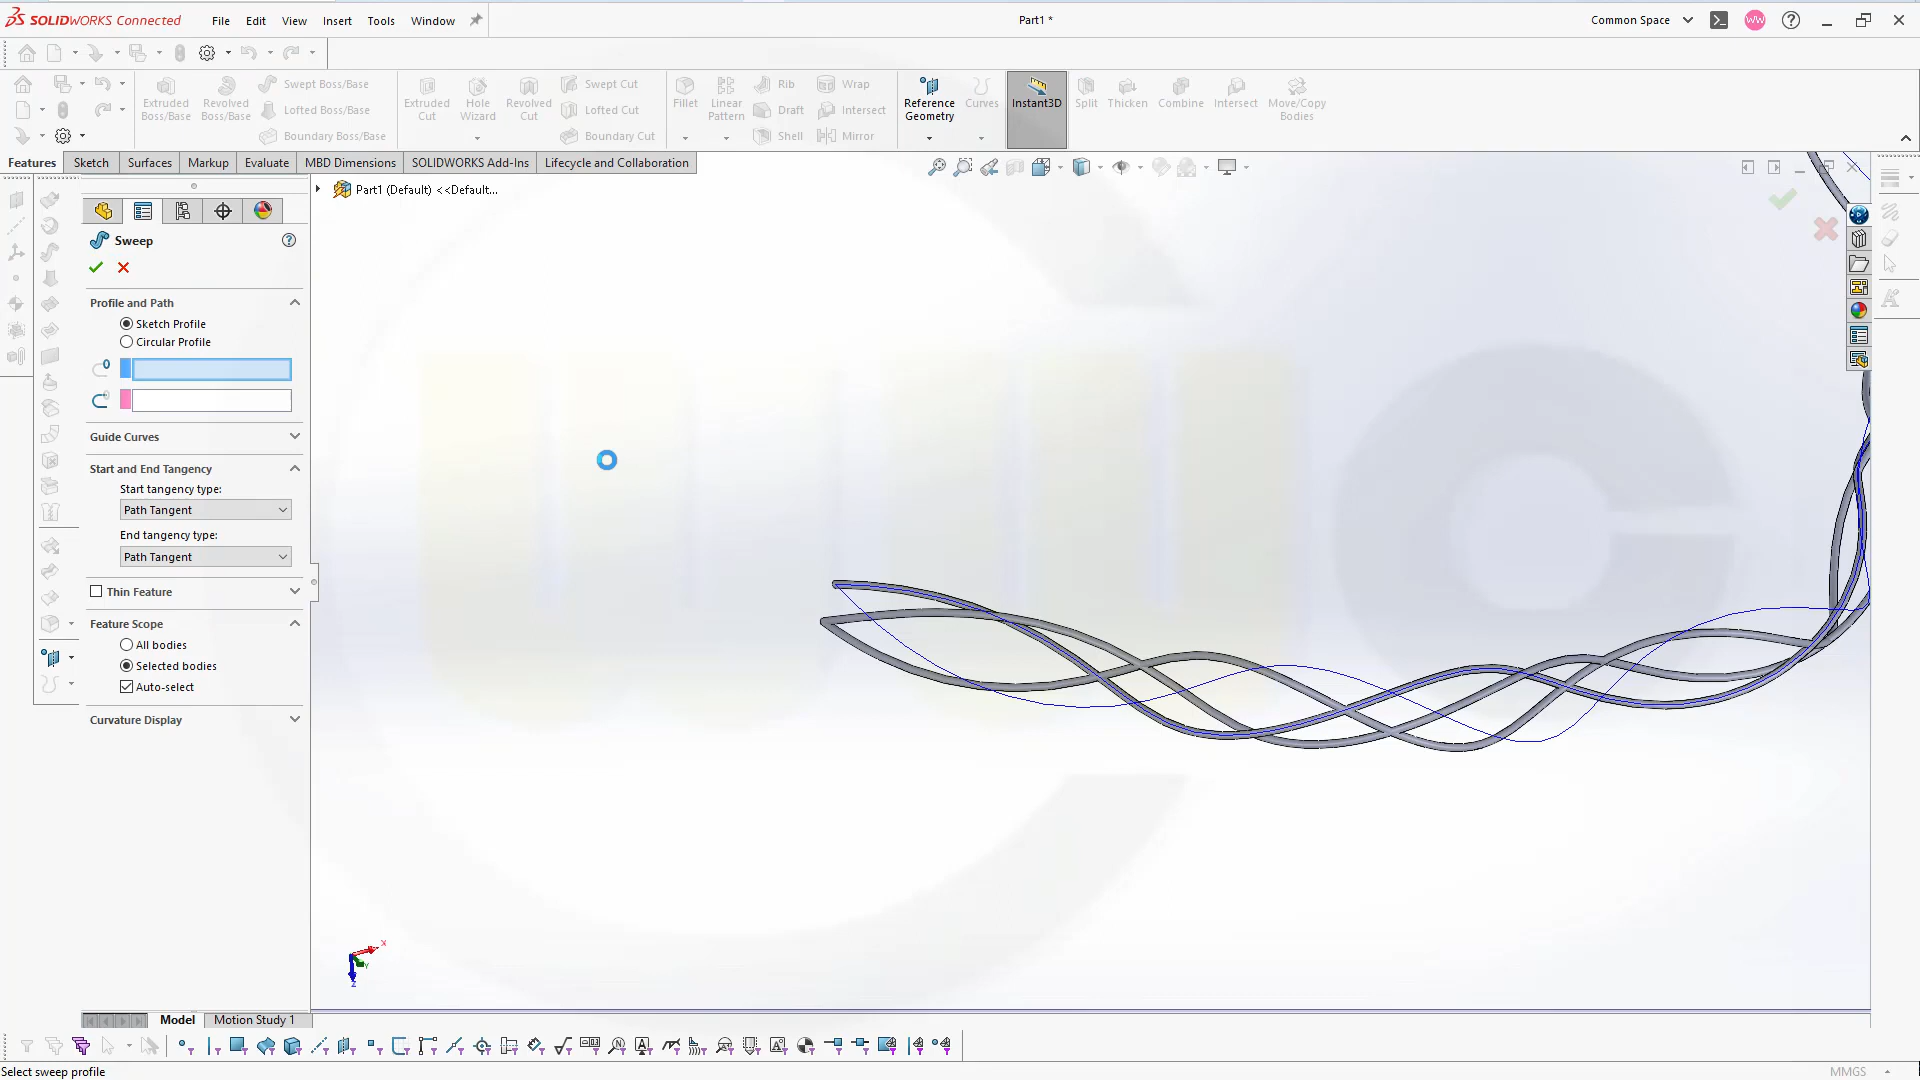 SOLIDWORKS Connected
File Edit View Insert Tools Window
Part1 *
Common Space
WW
Extruded Boss/Base
Revolved Boss/Base
Swept Boss/Base
Lofted Boss/Base
Boundary Boss/Base
Extruded Cut
Hole Wizard
Revolved Cut
Swept Cut
Lofted Cut
Boundary Cut
Fillet
Linear Pattern
Rib
Draft
Shell
Wrap
Intersect
Mirror
Reference Geometry
Curves
Instant3D
Split
Thicken
Combine
Intersect
Move/Copy Bodies
Features Sketch Surfaces Markup Evaluate MBD Dimensions SOLIDWORKS Add-Ins Lifecycle and Collaboration
Part1 (Default) <<Default...
Sweep
Profile and Path
Sketch Profile
Circular Profile
Guide Curves
Start and End Tangency
Start tangency type:
Path Tangent
End tangency type:
Path Tangent
Thin Feature
Feature Scope
All bodies
Selected bodies
Auto-select
Curvature Display
X
Y
Z
Model Motion Study 1
Select sweep profile
MMGS